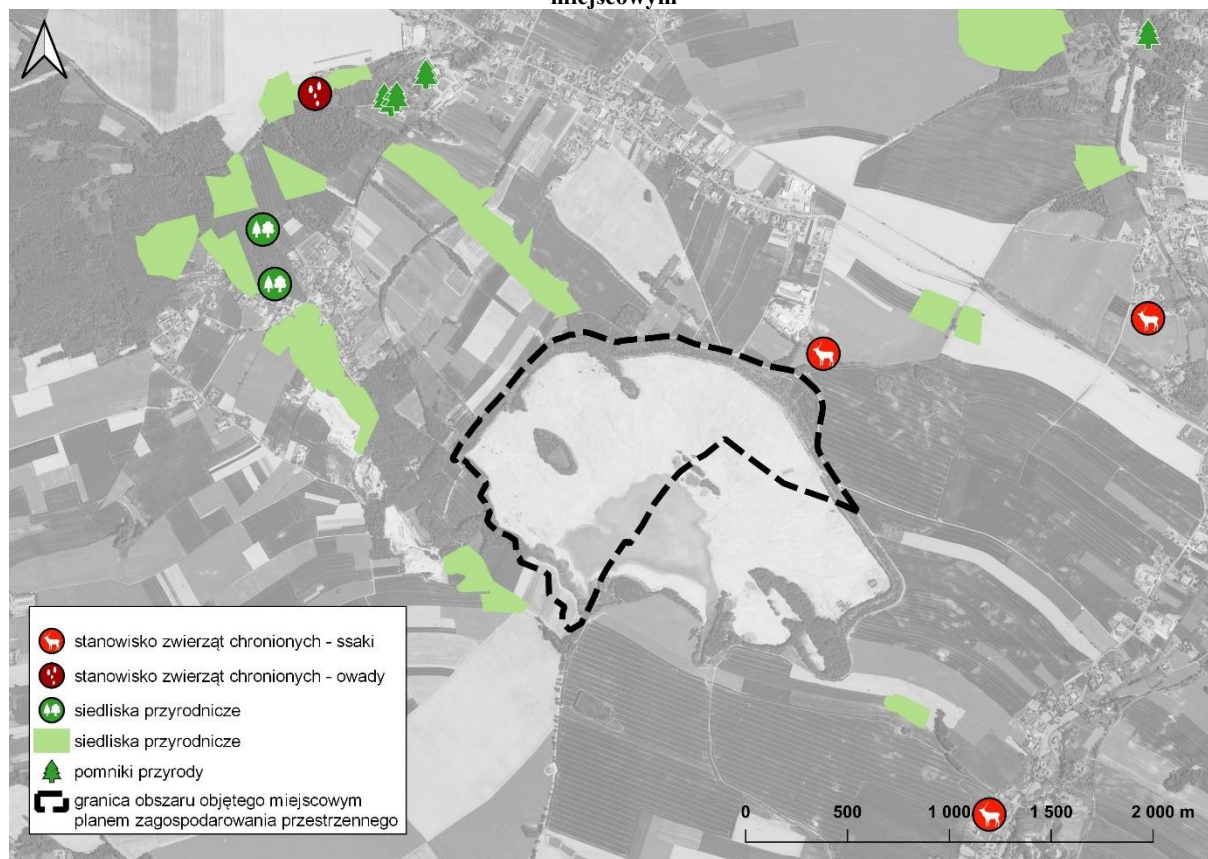 miejscowym
stanowisko zwierząt chronionych - ssaki
stanowisko zwierząt chronionych - owady
siedliska przyrodnicze
siedliska przyrodnicze
pomniki przyrody
granica obszaru objętego miejscowym
planem zagospodarowania przestrzennego
0 500 1 000 1 500 2 000 m